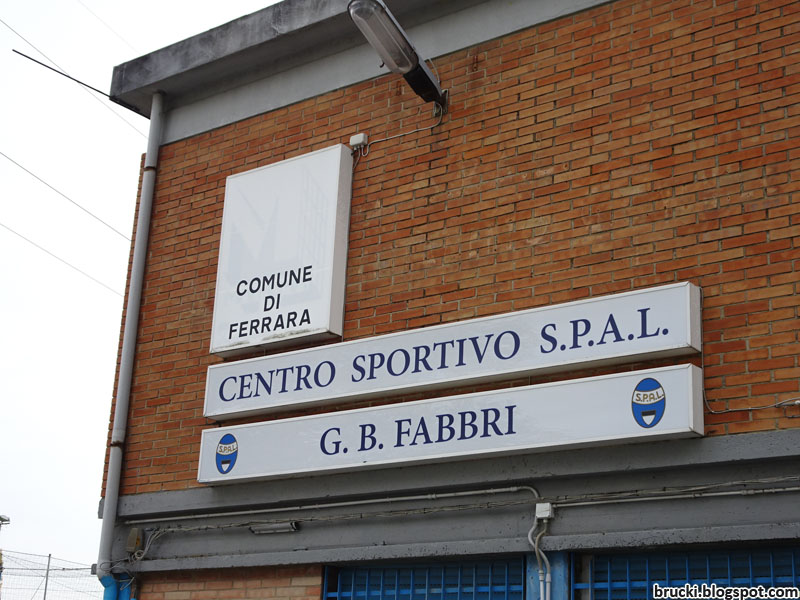 COMUNE
DI
FERRARA
CENTRO SPORTIVO S.P.A.L.
S.P.A.L. G. B. FABBRI S.P.A.L.
brucki.blogspot.com